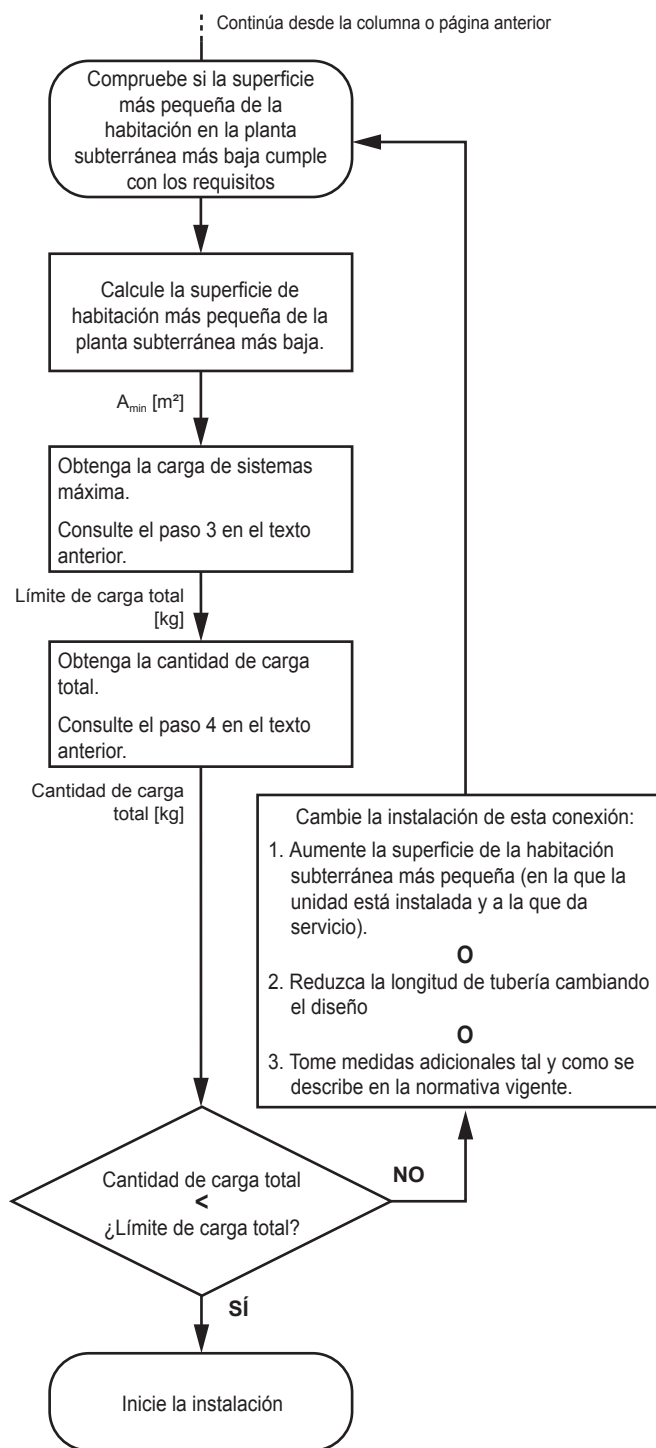 Continúa desde la columna o página anterior
Compruebe si la superficie
más pequeña de la
habitación en la planta
subterránea más baja cumple
con los requisitos
Calcule la superficie de
habitación más pequeña de la
planta subterránea más baja.
Amin [m²]
Obtenga la carga de sistemas
máxima.
Consulte el paso 3 en el texto
anterior.
Límite de carga total
[kg]
Obtenga la cantidad de carga
total.
Consulte el paso 4 en el texto
anterior.
Cantidad de carga
total [kg]
Cambie la instalación de esta conexión:
1. Aumente la superficie de la habitación
subterránea más pequeña (en la que la
unidad está instalada y a la que da
servicio).
O
2. Reduzca la longitud de tubería cambiando
el diseño
O
3. Tome medidas adicionales tal y como se
describe en la normativa vigente.
Cantidad de carga total
<
¿Límite de carga total?
NO
SÍ
Inicie la instalación